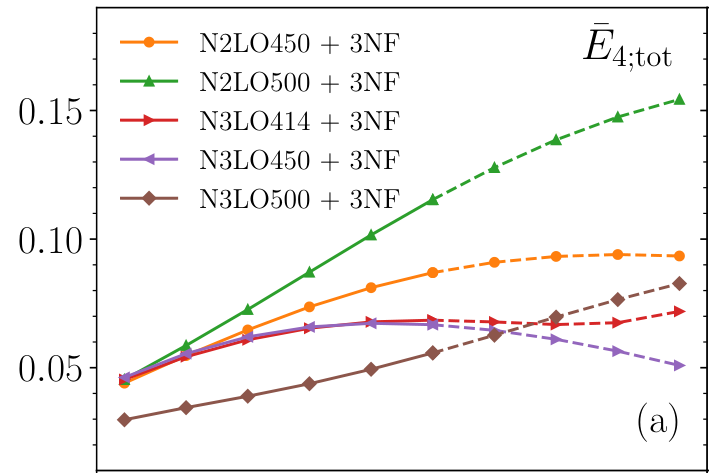 N2LO450 + 3NF
N2LO500 + 3NF
N3LO414 + 3NF
N3LO450 + 3NF
N3LO500 + 3NF
Ē4;tot
0.15
0.10
0.05
(a)